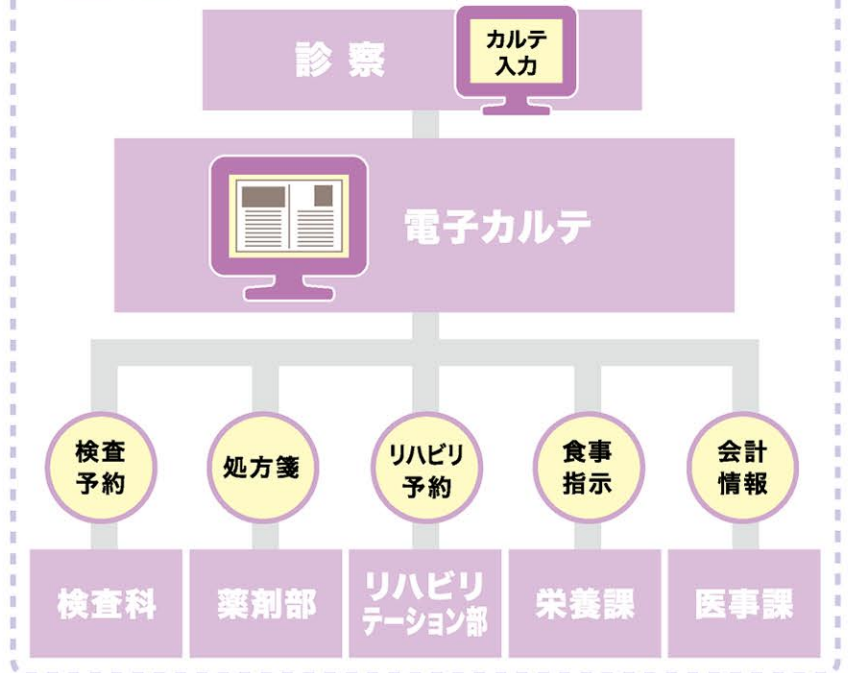 診察
カルテ
入力
電子カルテ
検査
予約
処方箋
リハビリ
予約
食事
指示
会計
情報
検査科
薬剤部
リハビリ
テーション部
栄養課
医事課